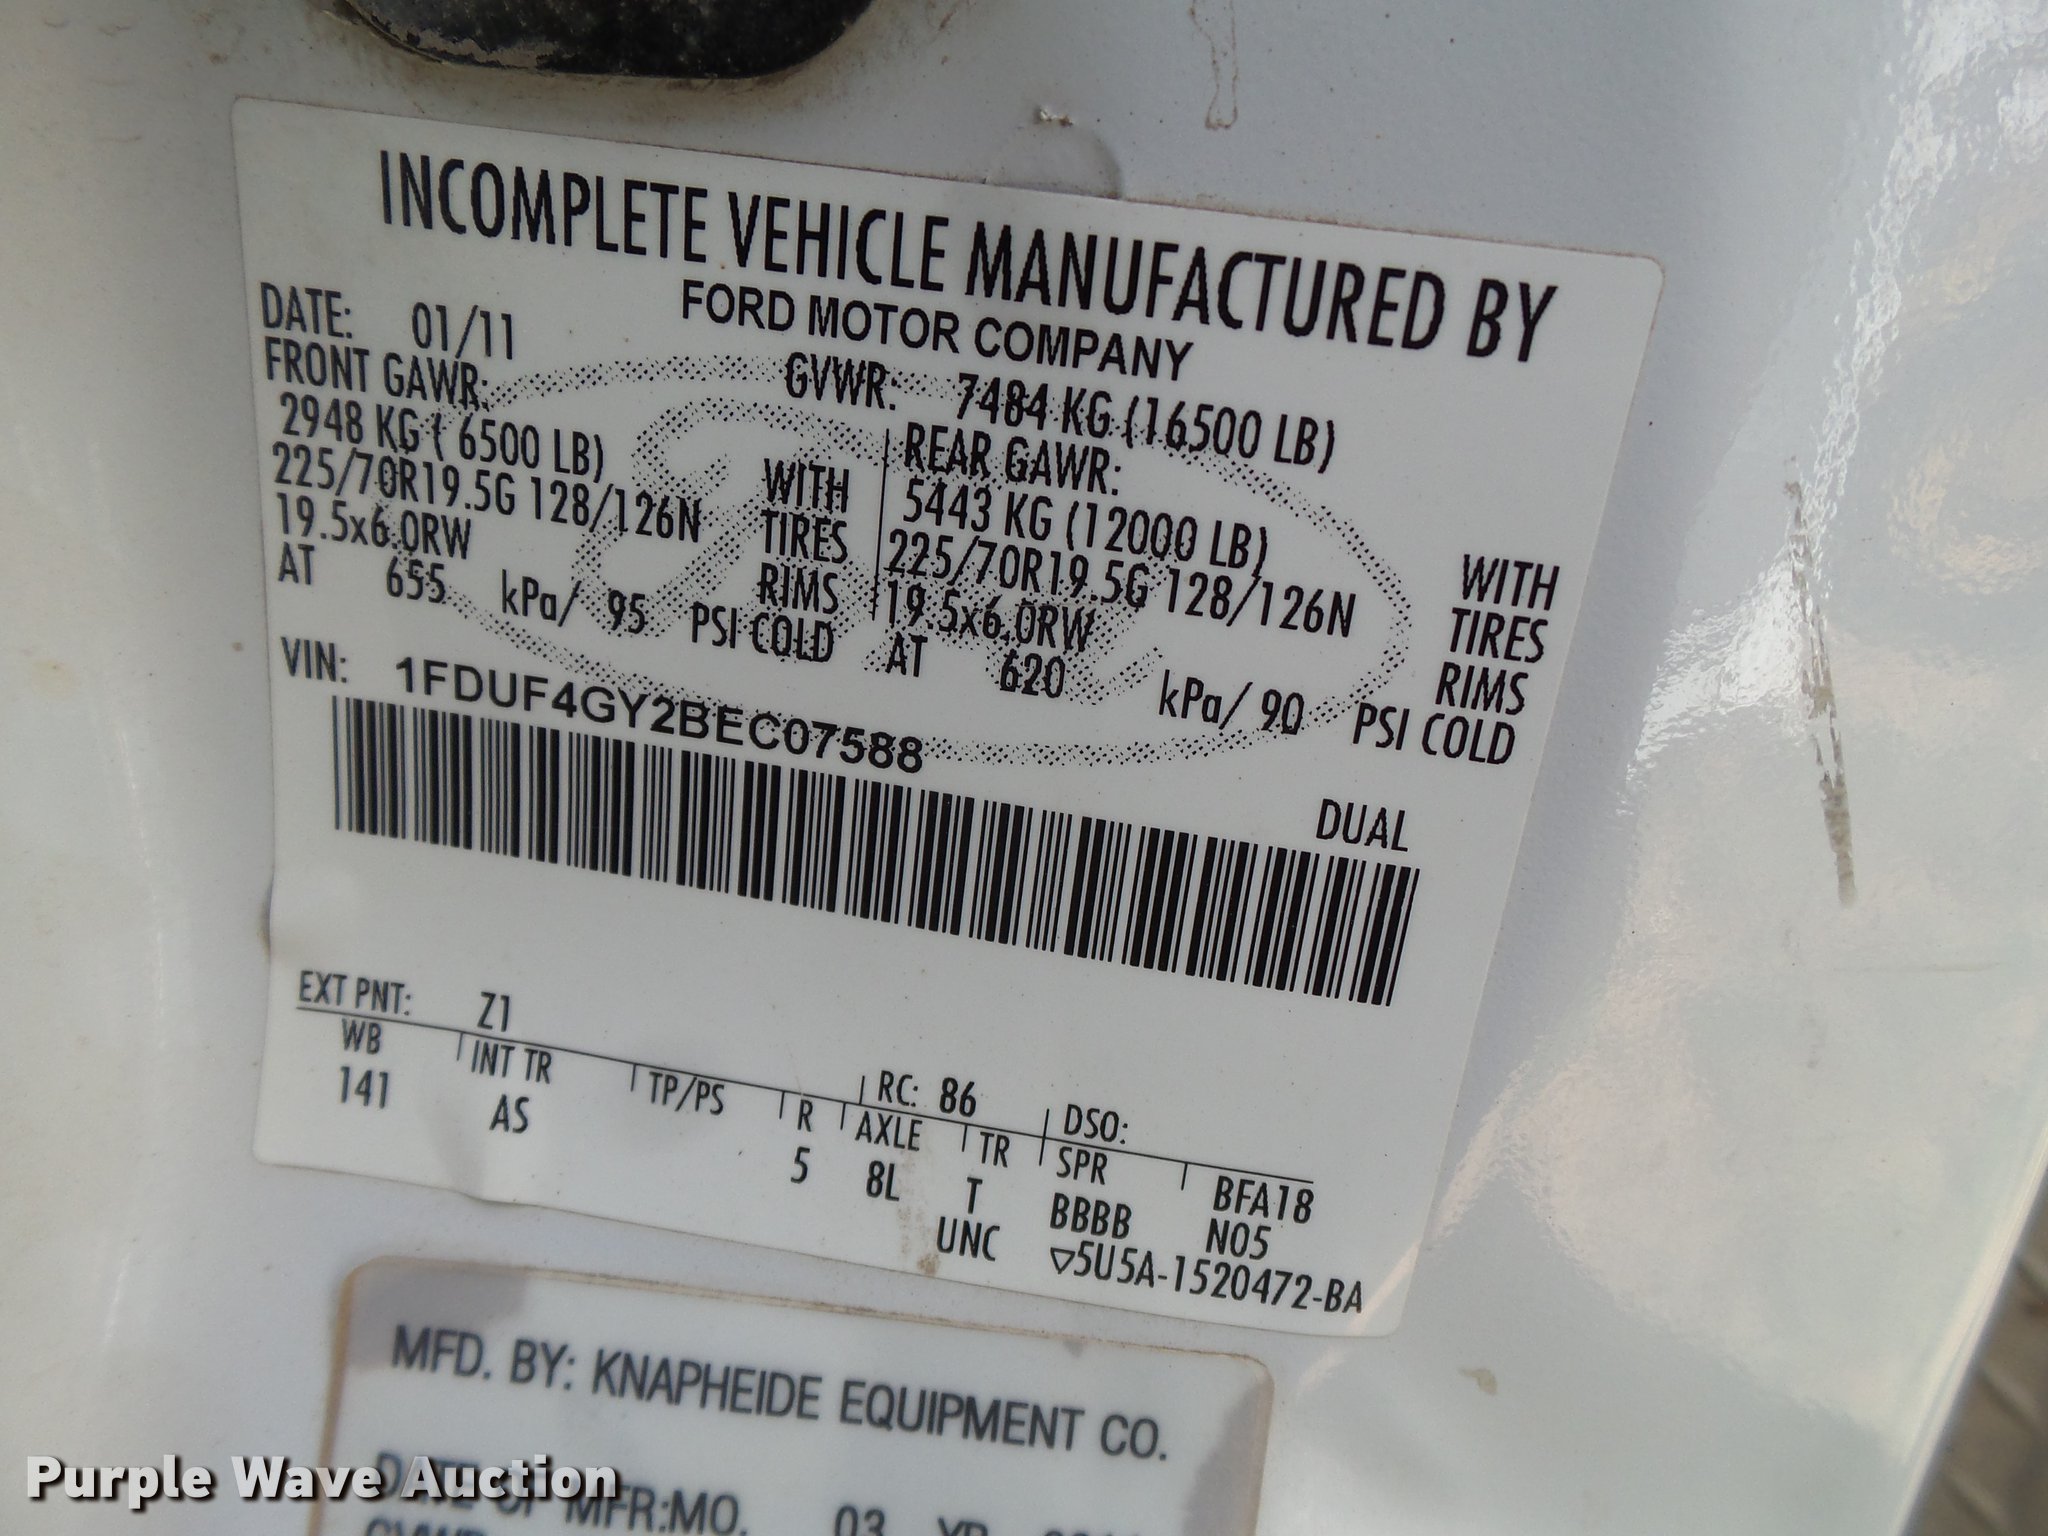 INCOMPLETE VEHICLE MANUFACTURED BY
FORD MOTOR COMPANY
DATE: 01/11 GVWR: 7484 KG (16500 LB)
FRONT GAWR: REAR GAWR:
2948 KG ( 6500 LB) WITH 5443 KG (12000 LB) WITH
225/70R19.5G 128/126N TIRES 225/70R19.5G 128/126N TIRES
19.5x6.0RW RIMS 19.5x6.0RW RIMS
AT 655 kPa/ 95 PSI COLD AT 620 kPa/ 90 PSI COLD
VIN: 1FDUF4GY2BEC07588
DUAL
EXT PNT: Z1 RC: 86 DSO:
WB INT TR TP/PS R AXLE TR SPR BFA18
141 AS 5 8L T BBBB N05
UNC ▽5U5A-1520472-BA
MFD. BY: KNAPHEIDE EQUIPMENT CO.
DATE OF MFR:MO. 03 YR
Purple Wave Auction